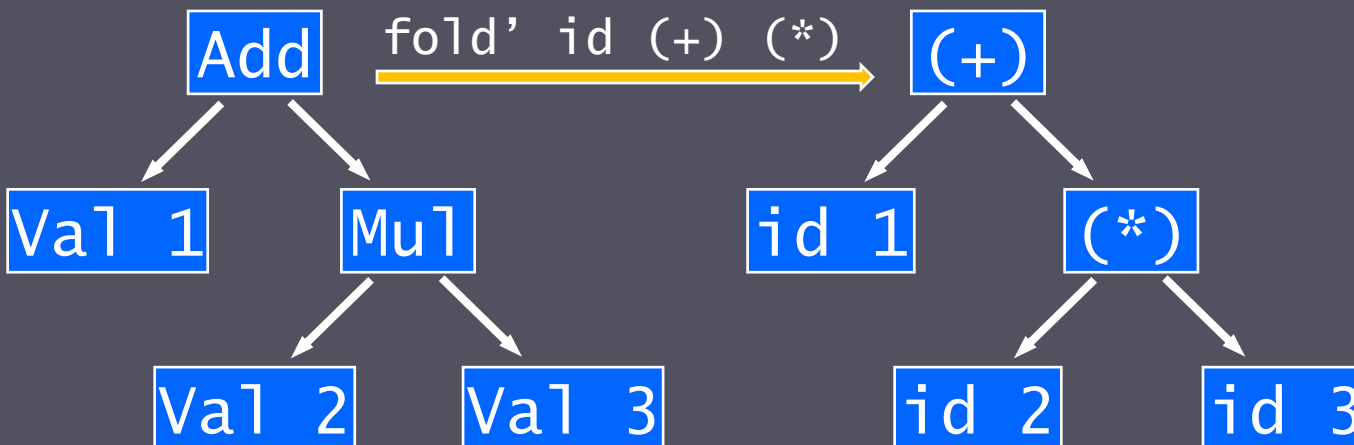 Add fold’ id (+) (*) (+)
Val 1 Mul id 1 (*)
Val 2 Val 3 id 2 id 3